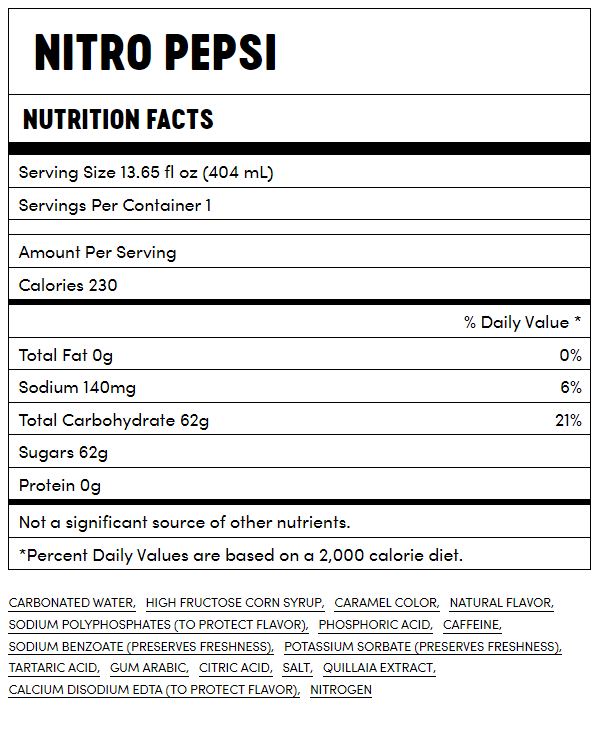 NITRO PEPSI
NUTRITION FACTS
Serving Size 13.65 fl oz (404 mL)
Servings Per Container 1
Amount Per Serving
Calories 230
% Daily Value *
Total Fat 0g 0%
Sodium 140mg 6%
Total Carbohydrate 62g 21%
Sugars 62g
Protein 0g
Not a significant source of other nutrients.
*Percent Daily Values are based on a 2,000 calorie diet.
CARBONATED WATER, HIGH FRUCTOSE CORN SYRUP, CARAMEL COLOR, NATURAL FLAVOR,
SODIUM POLYPHOSPHATES (TO PROTECT FLAVOR), PHOSPHORIC ACID, CAFFEINE,
SODIUM BENZOATE (PRESERVES FRESHNESS), POTASSIUM SORBATE (PRESERVES FRESHNESS),
TARTARIC ACID, GUM ARABIC, CITRIC ACID, SALT, QUILLAIA EXTRACT,
CALCIUM DISODIUM EDTA (TO PROTECT FLAVOR), NITROGEN